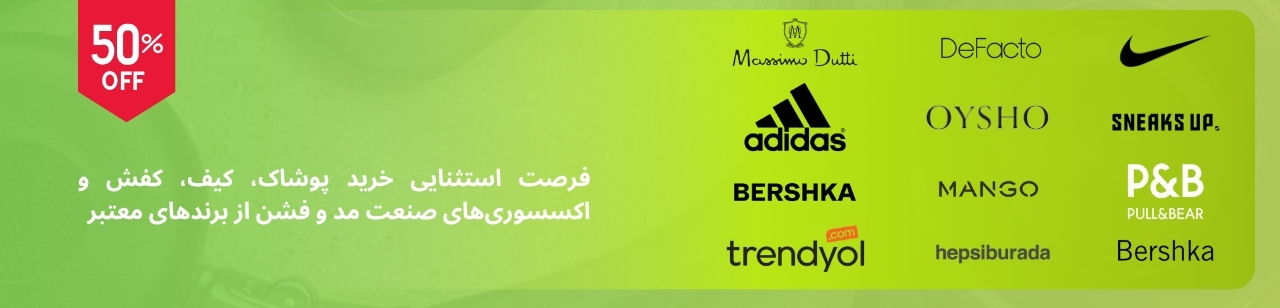 50%
OFF
فرصت استثنایی خرید پوشاک، کیف، کفش و
اکسسوری‌های صنعت مد و فشن از برندهای معتبر
Massimo Dutti
DeFacto
adidas
OYSHO
SNEAKS UP
BERSHKA
MANGO
P&B
PULL&BEAR
trendyol
.com
hepsiburada
Bershka